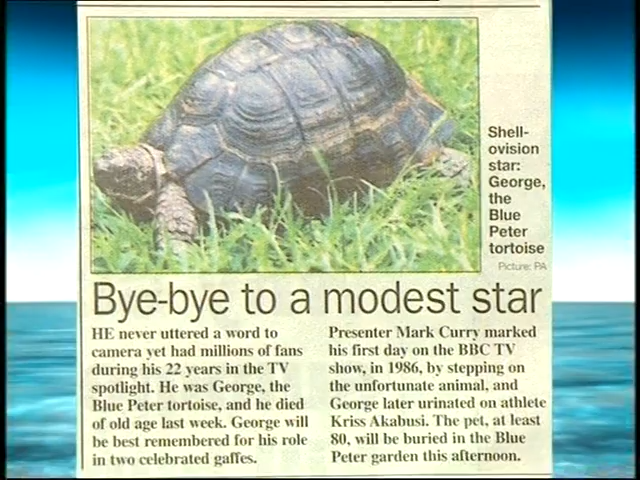 Shell-
ovision
star:
George,
the
Blue
Peter
tortoise
Picture: PA
Bye-bye to a modest star
HE never uttered a word to
camera yet had millions of fans
during his 22 years in the TV
spotlight. He was George, the
Blue Peter tortoise, and he died
of old age last week. George will
be best remembered for his role
in two celebrated gaffes.
Presenter Mark Curry marked
his first day on the BBC TV
show, in 1986, by stepping on
the unfortunate animal, and
George later urinated on athlete
Kriss Akabusi. The pet, at least
80, will be buried in the Blue
Peter garden this afternoon.